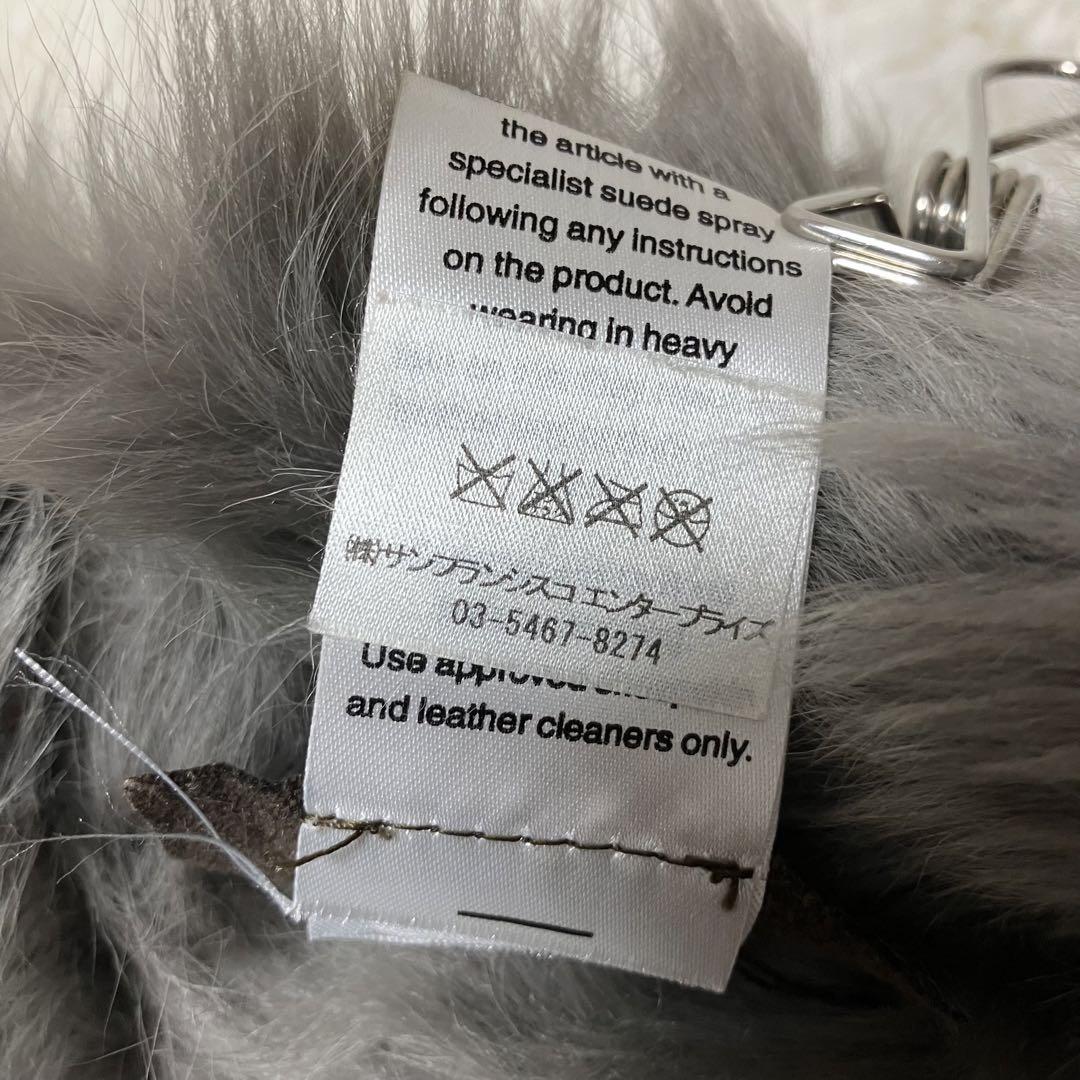 the article with a
specialist suede spray
following any instructions
on the product. Avoid
wearing in heavy
(株)サンフランシスコ エンタープライズ
03-5467-8274
Use approved
and leather cleaners only.